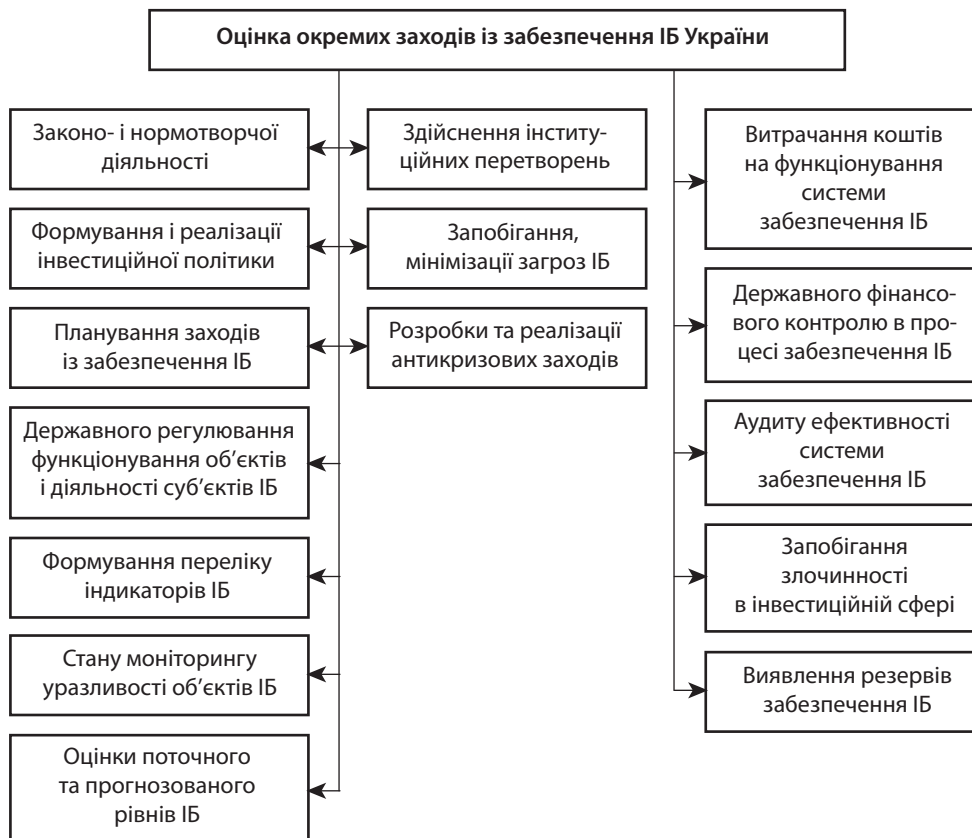 Оцінка окремих заходів із забезпечення ІБ України
Законо- і нормотворчої
діяльності
Формування і реалізації
інвестиційної політики
Планування заходів
із забезпечення ІБ
Державного регулювання
функціонування об’єктів
і діяльності суб’єктів ІБ
Формування переліку
індикаторів ІБ
Стану моніторингу
уразливості об’єктів ІБ
Оцінки поточного
та прогнозованого
рівнів ІБ
Здійснення інститу-
ційних перетворень
Запобігання,
мінімізації загроз ІБ
Розробки та реалізації
антикризових заходів
Витрачання коштів
на функціонування
системи
забезпечення ІБ
Державного фінансо-
вого контролю в про-
цесі забезпечення ІБ
Аудиту ефективності
системи
забезпечення ІБ
Запобігання
злочинності
в інвестиційній сфері
Виявлення резервів
забезпечення ІБ